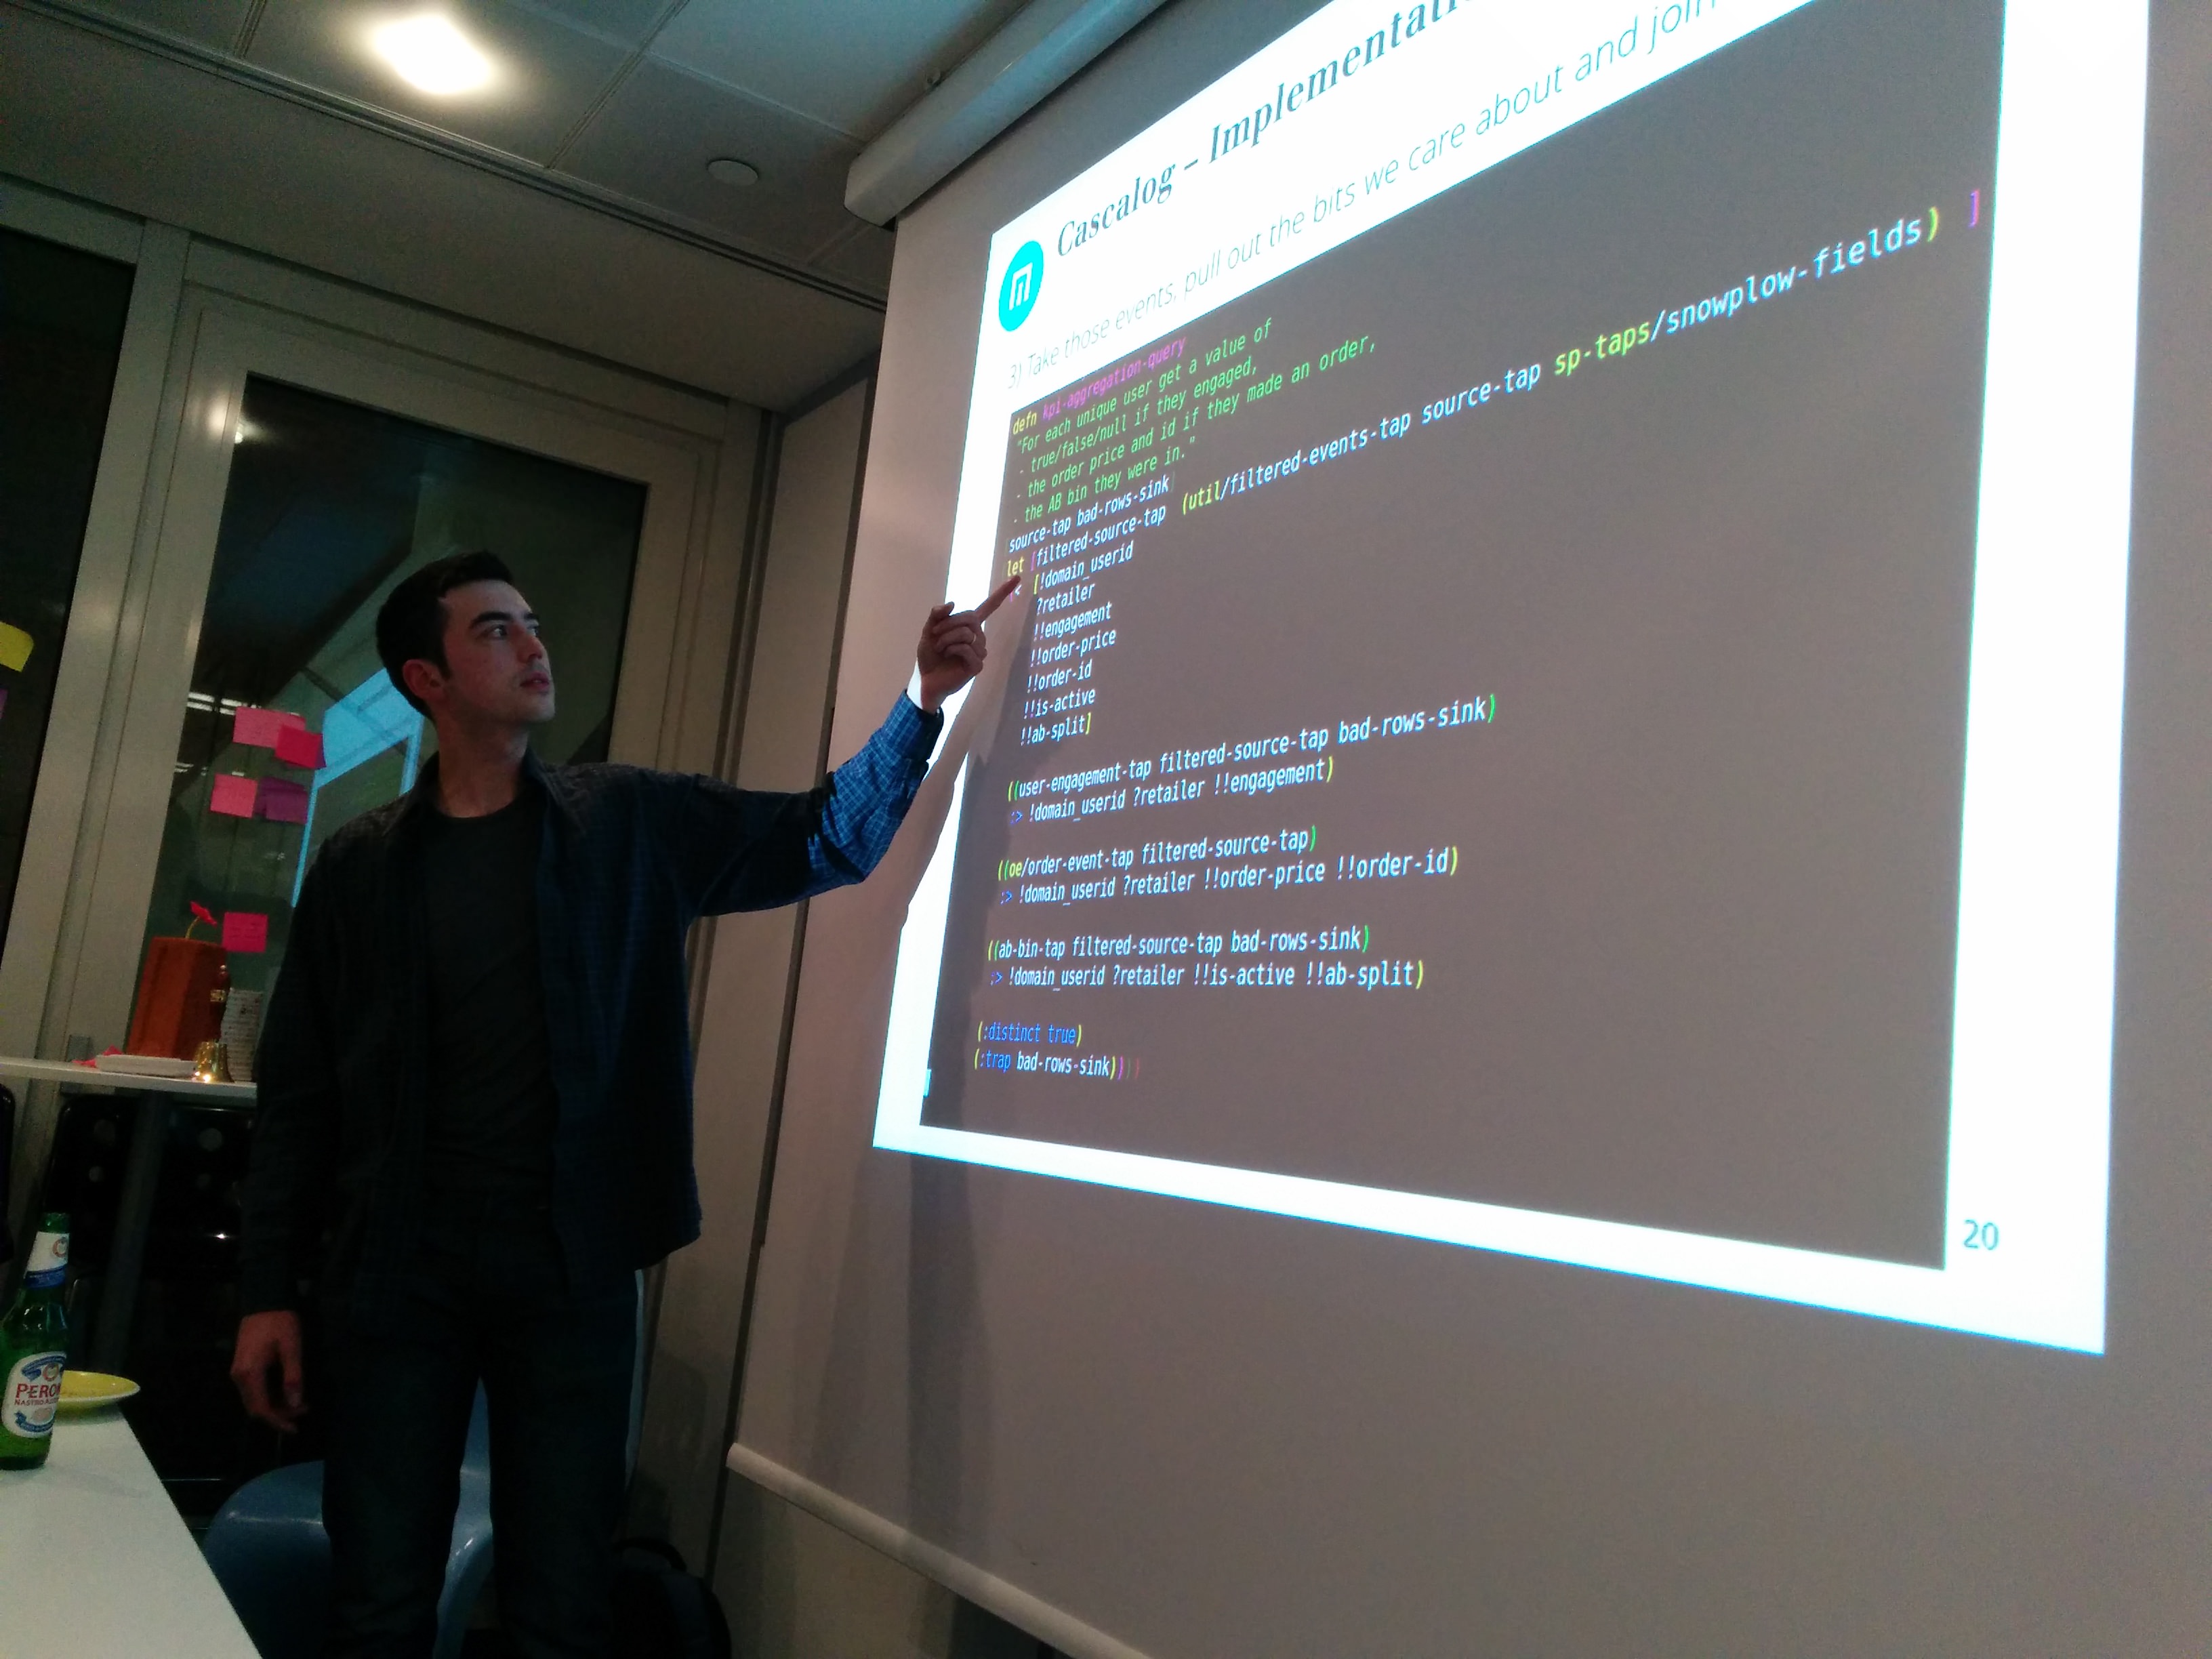 Cascalog – Implementati
3) Take those events, pull out the bits we care about and join
defn kpi-aggregation-query
"For each unique user get a value of
- true/false/null if they engaged,
- the order price and id if they made an order,
- the AB bin they were in."
source-tap bad-rows-sink
let [filtered-source-tap (util/filtered-events-tap source-tap sp-taps/snowplow-fields) ]
[!domain_userid
?retailer
!!engagement
!!order-price
!!order-id
!!is-active
!!ab-split]
((user-engagement-tap filtered-source-tap bad-rows-sink)
:> !domain_userid ?retailer !!engagement)
((oe/order-event-tap filtered-source-tap)
:> !domain_userid ?retailer !!order-price !!order-id)
((ab-bin-tap filtered-source-tap bad-rows-sink)
:> !domain_userid ?retailer !!is-active !!ab-split)
(:distinct true)
(:trap bad-rows-sink))))
20
PERO